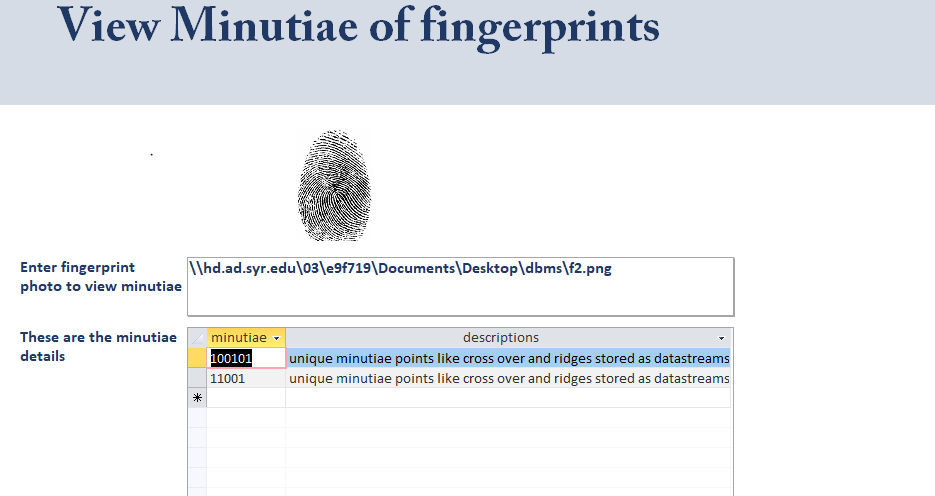 View Minutiae of fingerprints
Enter fingerprint
photo to view minutiae
\\hd.ad.syr.edu\03\e9f719\Documents\Desktop\dbms\f2.png
These are the minutiae
details
minutiae descriptions
100101 unique minutiae points like cross over and ridges stored as datastreams
11001 unique minutiae points like cross over and ridges stored as datastreams